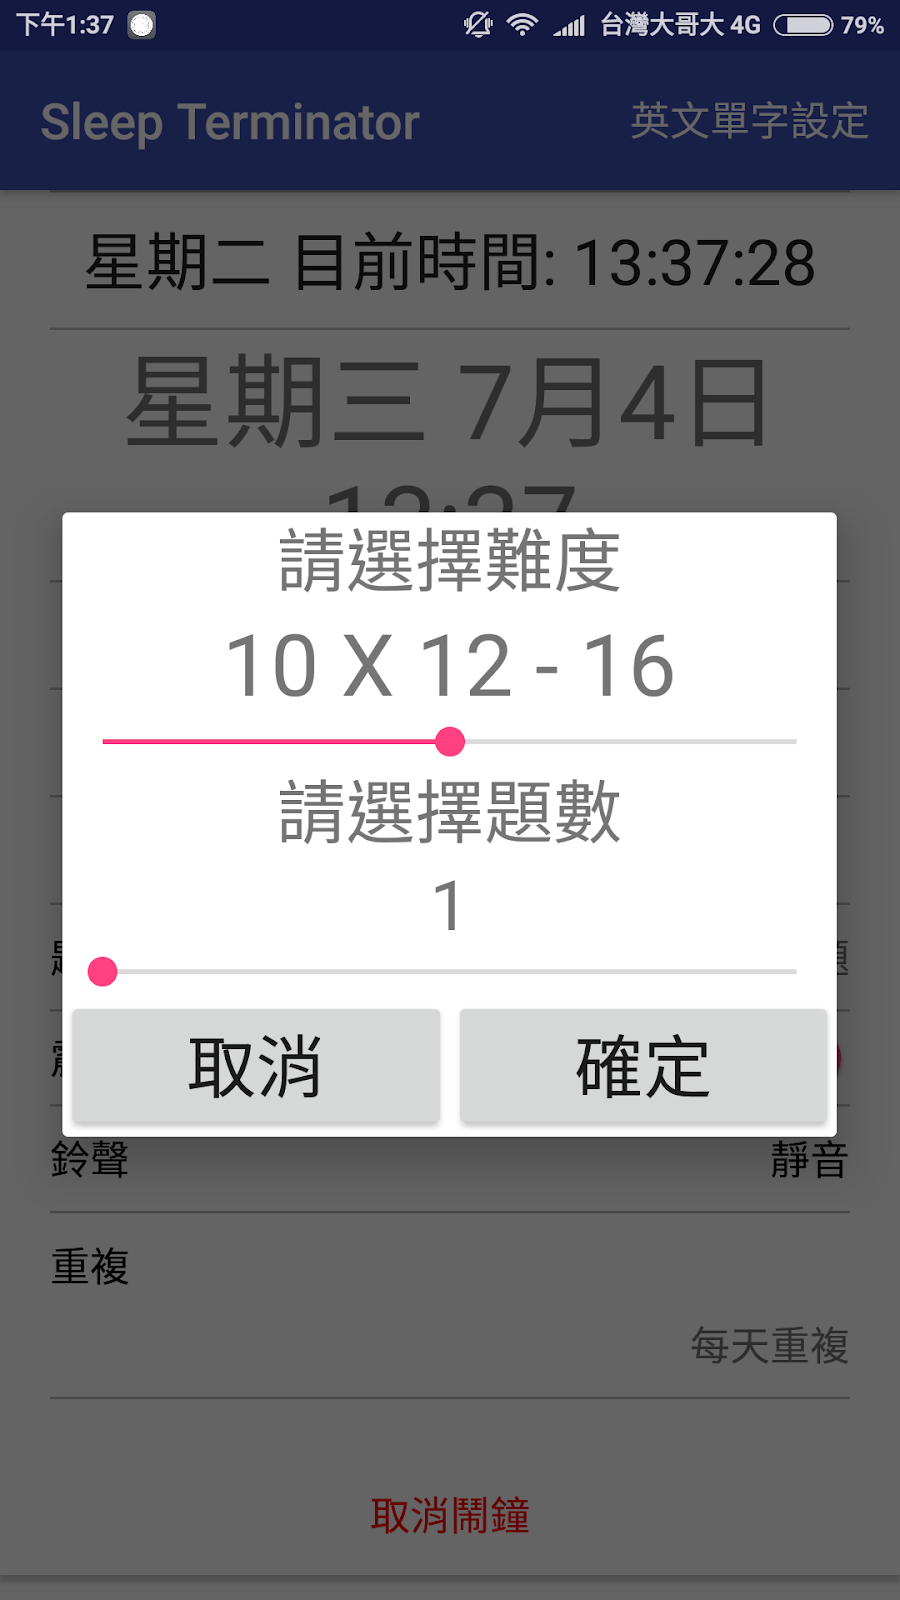 下午1:37 台灣大哥大 4G 79%
Sleep Terminator 英文單字設定
星期二 目前時間: 13:37:28
星期三 7月4日
13:37
請選擇難度
10 X 12 - 16
請選擇題數
1
取消 確定
鈴聲 靜音
重複
每天重複
取消鬧鐘